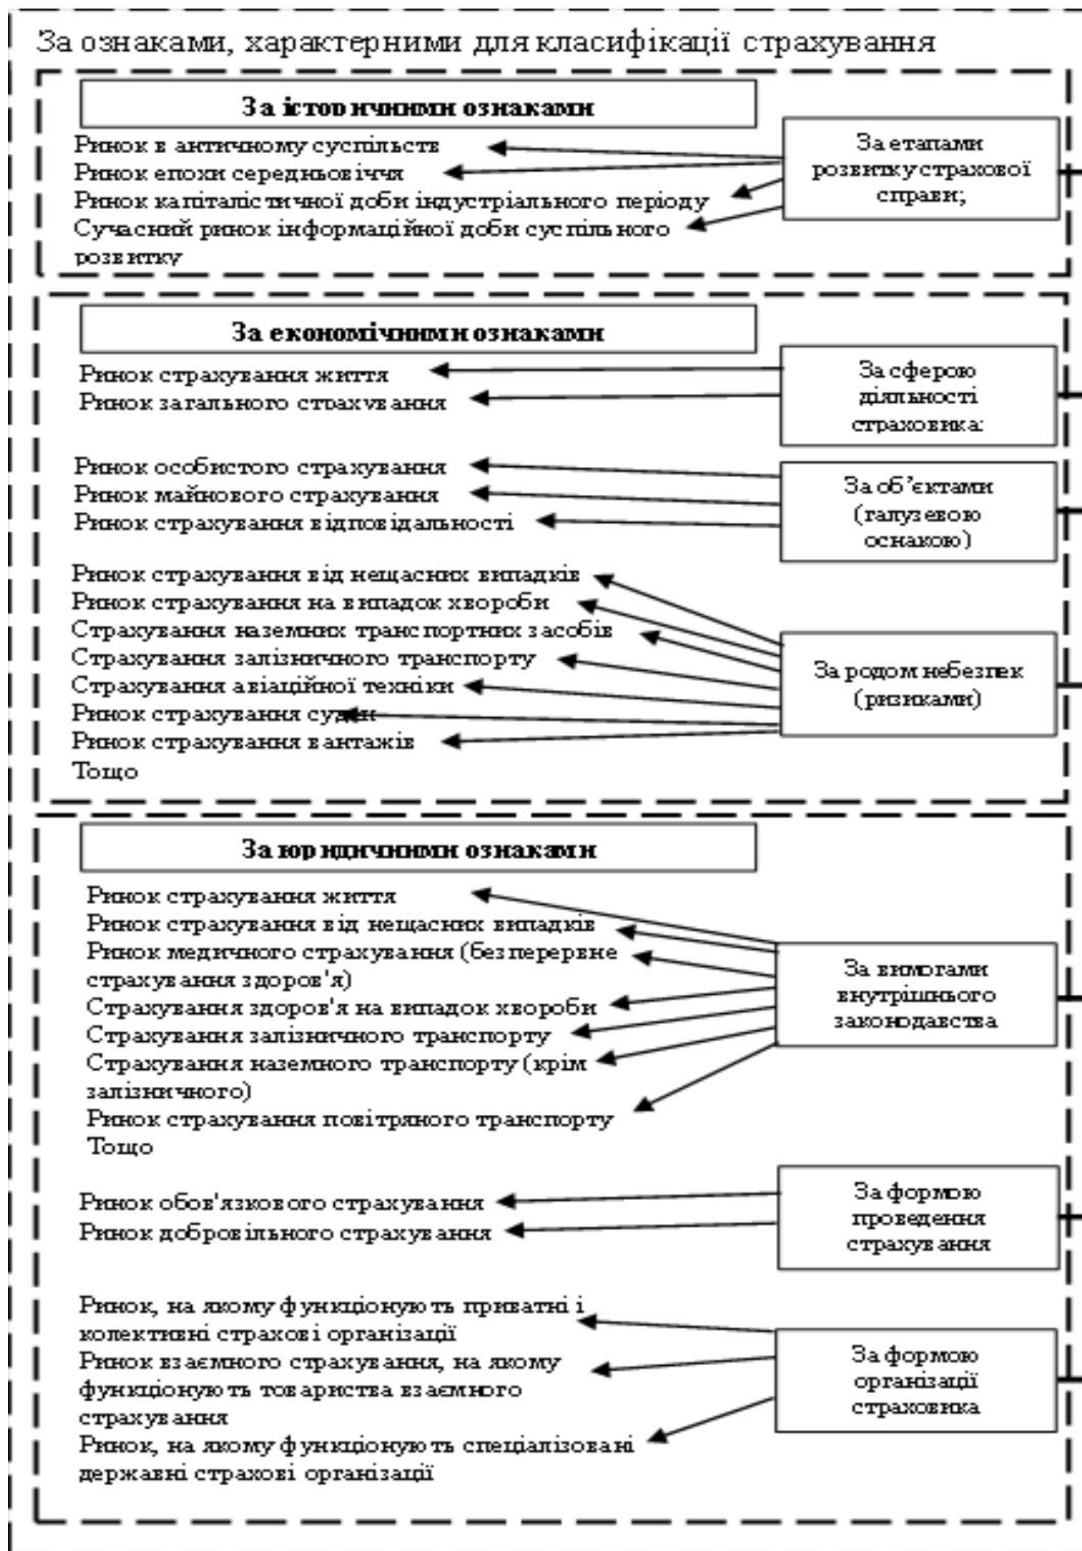 За ознаками, характерними для класифікації страхування
За історичними ознаками
Ринок в античному суспільств
Ринок епохи середньовіччя
Ринок капіталістичної доби індустріального періоду
Сучасний ринок інформаційної доби суспільного
розвитку
За етапами
розвитку страхової
справи;
За економічними ознаками
Ринок страхування життя
Ринок загального страхування
За сферою
діяльності
страховика:
Ринок особистого страхування
Ринок майнового страхування
Ринок страхування відповідальності
За об’єктами
(галузевою
оснакою)
Ринок страхування від нещасних випадків
Ринок страхування на випадок хвороби
Страхування наземних транспортних засобів
Страхування залізничного транспорту
Страхування авіаційної техніки
Ринок страхування суден
Ринок страхування вантажів
Тощо
За родом небезпек
(ризиками)
За юридичними ознаками
Ринок страхування життя
Ринок страхування від нещасних випадків
Ринок медичного страхування (безперервне
страхування здоров'я)
Страхування здоров'я на випадок хвороби
Страхування залізничного транспорту
Страхування наземного транспорту (крім
залізничного)
Ринок страхування повітряного транспорту
Тощо
За вимогами
внутрішнього
законодавства
Ринок обов'язкового страхування
Ринок добровільного страхування
За формою
проведення
страхування
Ринок, на якому функціонують приватні і
колективні страхові організації
Ринок взаємного страхування, на якому
функціонують товариства взаємного
страхування
Ринок, на якому функціонують спеціалізовані
державні страхові організації
За формою
організації
страховика